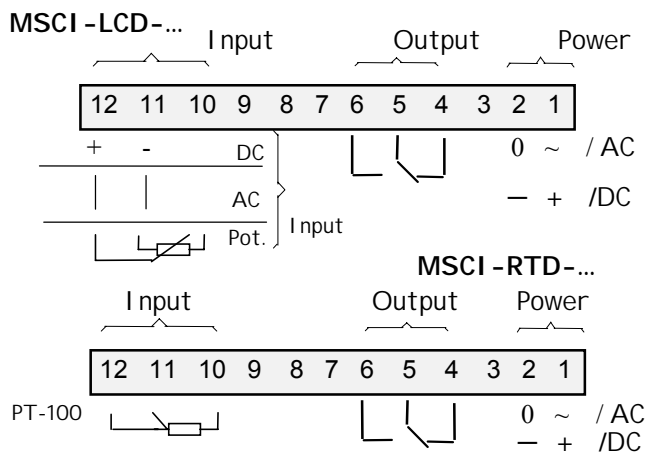 MSCI-LCD-...
Input Output Power
12 11 10 9 8 7 6 5 4 3 2 1
+ - DC 0 ~ / AC
AC — + /DC
Pot. Input
MSCI-RTD-...
Input Output Power
12 11 10 9 8 7 6 5 4 3 2 1
PT-100 0 ~ / AC
— + /DC